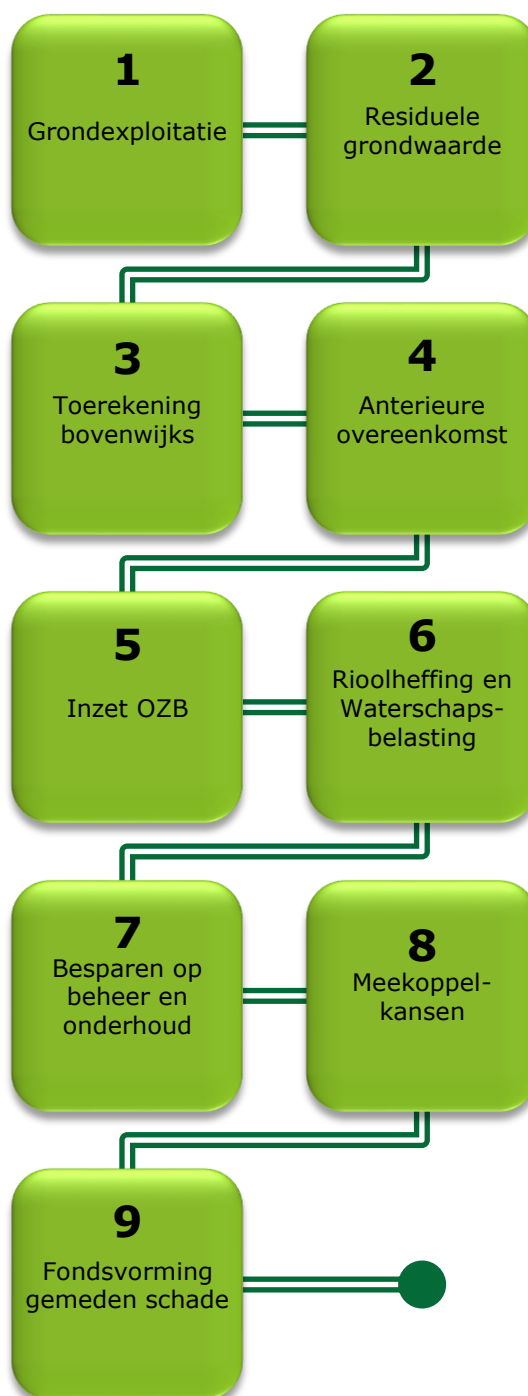 1
Grondexploitatie
2
Residuele
grondwaarde
3
Toerekening
bovenwijks
4
Anterieure
overeenkomst
5
Inzet OZB
6
Rioolheffing en
Waterschaps-
belasting
7
Besparen op
beheer en
onderhoud
8
Meekoppel-
kansen
9
Fondsvorming
gemeden schade